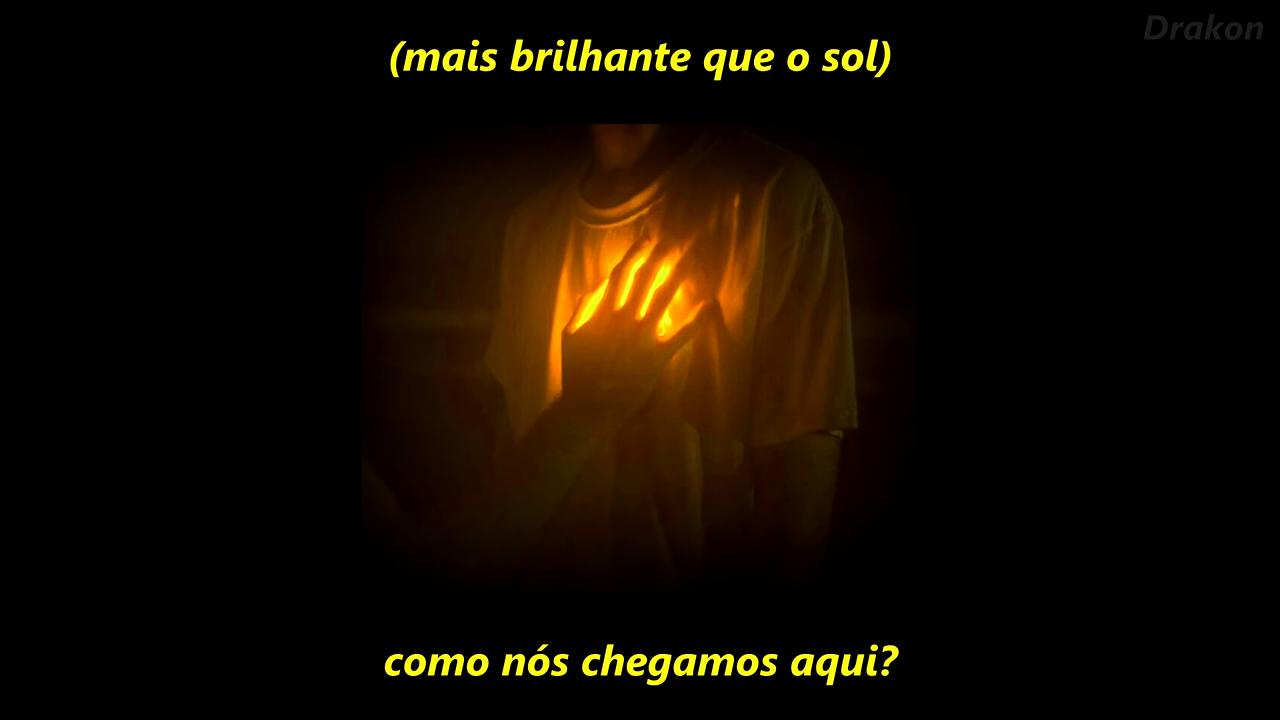 Drakon
(mais brilhante que o sol)
como nós chegamos aqui?